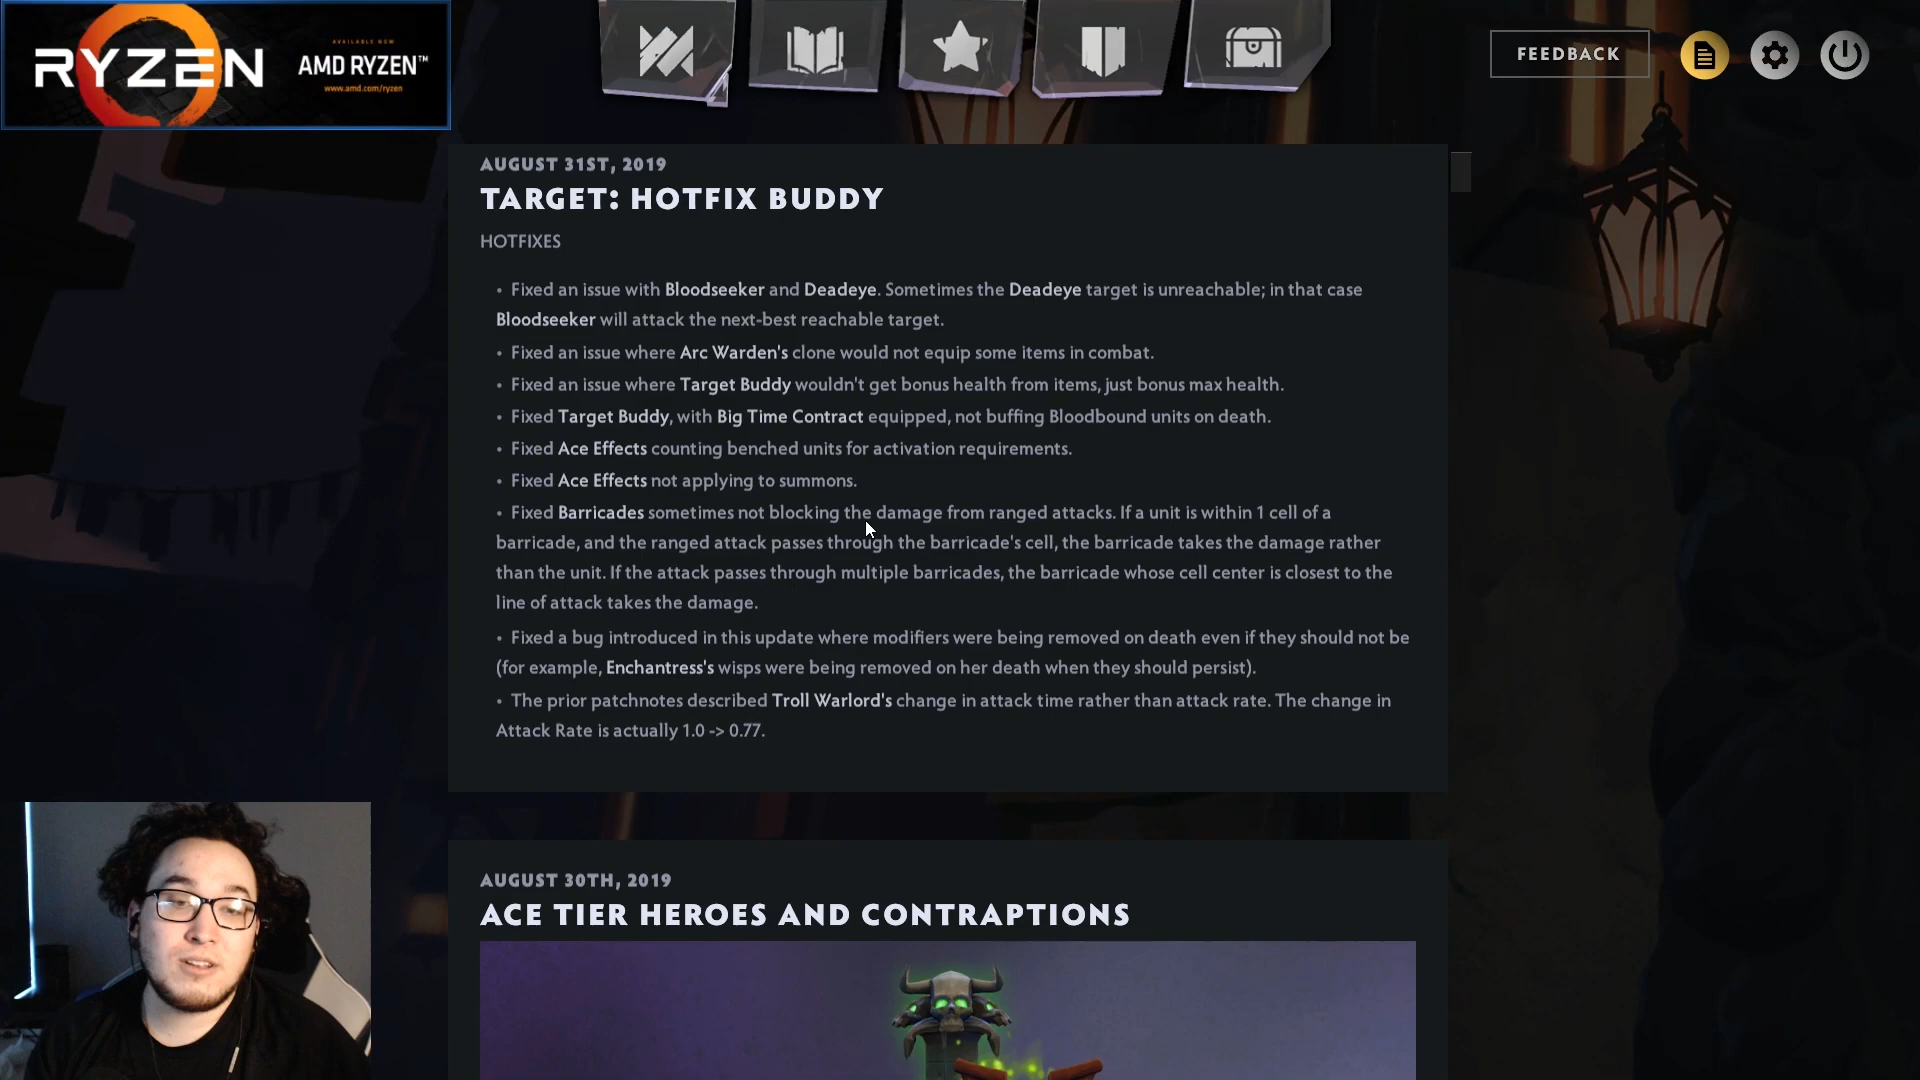 RYZEN
AVAILABLE NOW
AMD RYZEN™
www.amd.com/ryzen
FEEDBACK
AUGUST 31ST, 2019
TARGET: HOTFIX BUDDY
HOTFIXES
• Fixed an issue with Bloodseeker and Deadeye. Sometimes the Deadeye target is unreachable; in that case
Bloodseeker will attack the next-best reachable target.
• Fixed an issue where Arc Warden's clone would not equip some items in combat.
• Fixed an issue where Target Buddy wouldn't get bonus health from items, just bonus max health.
• Fixed Target Buddy, with Big Time Contract equipped, not buffing Bloodbound units on death.
• Fixed Ace Effects counting benched units for activation requirements.
• Fixed Ace Effects not applying to summons.
• Fixed Barricades sometimes not blocking the damage from ranged attacks. If a unit is within 1 cell of a
barricade, and the ranged attack passes through the barricade's cell, the barricade takes the damage rather
than the unit. If the attack passes through multiple barricades, the barricade whose cell center is closest to the
line of attack takes the damage.
• Fixed a bug introduced in this update where modifiers were being removed on death even if they should not be
(for example, Enchantress's wisps were being removed on her death when they should persist).
• The prior patchnotes described Troll Warlord's change in attack time rather than attack rate. The change in
Attack Rate is actually 1.0 -> 0.77.
AUGUST 30TH, 2019
ACE TIER HEROES AND CONTRAPTIONS